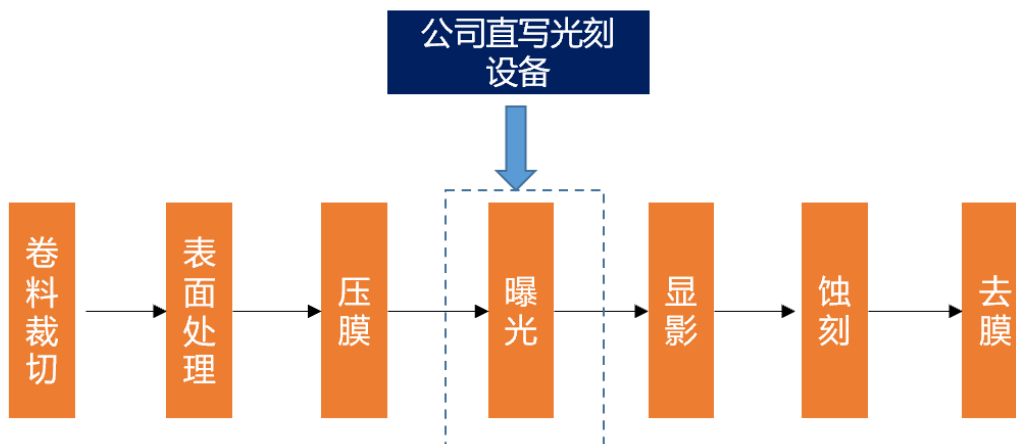 公司直写光刻
设备
卷料裁切
表面处理
压膜
曝光
显影
蚀刻
去膜